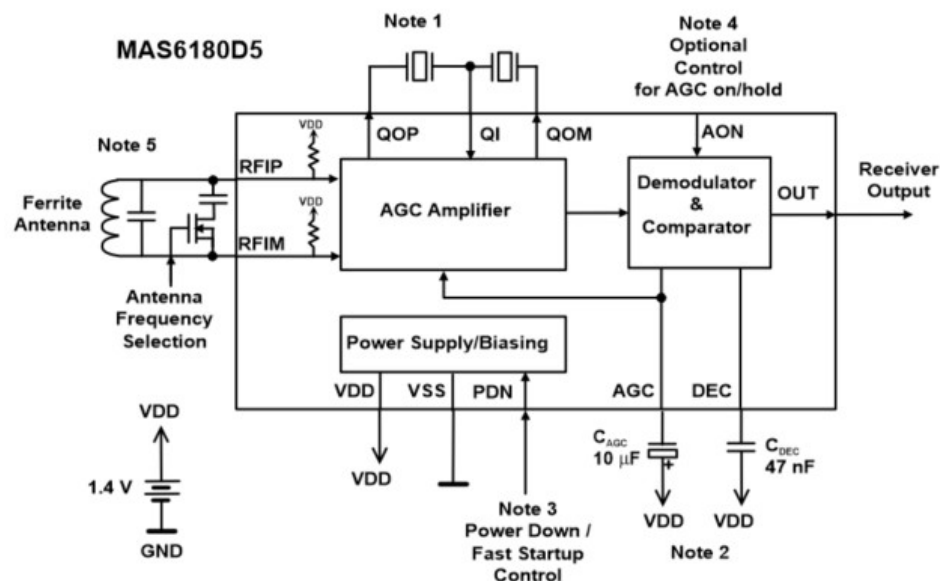 MAS6180D5
Note 1
Note 4
Optional
Control
for AGC on/hold
QOP
QI
QOM
AON
Note 5
VDD
RFIP
Ferrite
Antenna
VDD
RFIM
AGC Amplifier
Demodulator
&
Comparator
OUT
Receiver
Output
Antenna
Frequency
Selection
Power Supply/Biasing
VDD
VSS
PDN
AGC
DEC
VDD
1.4 V
GND
VDD
Note 3
Power Down /
Fast Startup
Control
CAGC
10 µF
CDEC
47 nF
VDD
VDD
Note 2